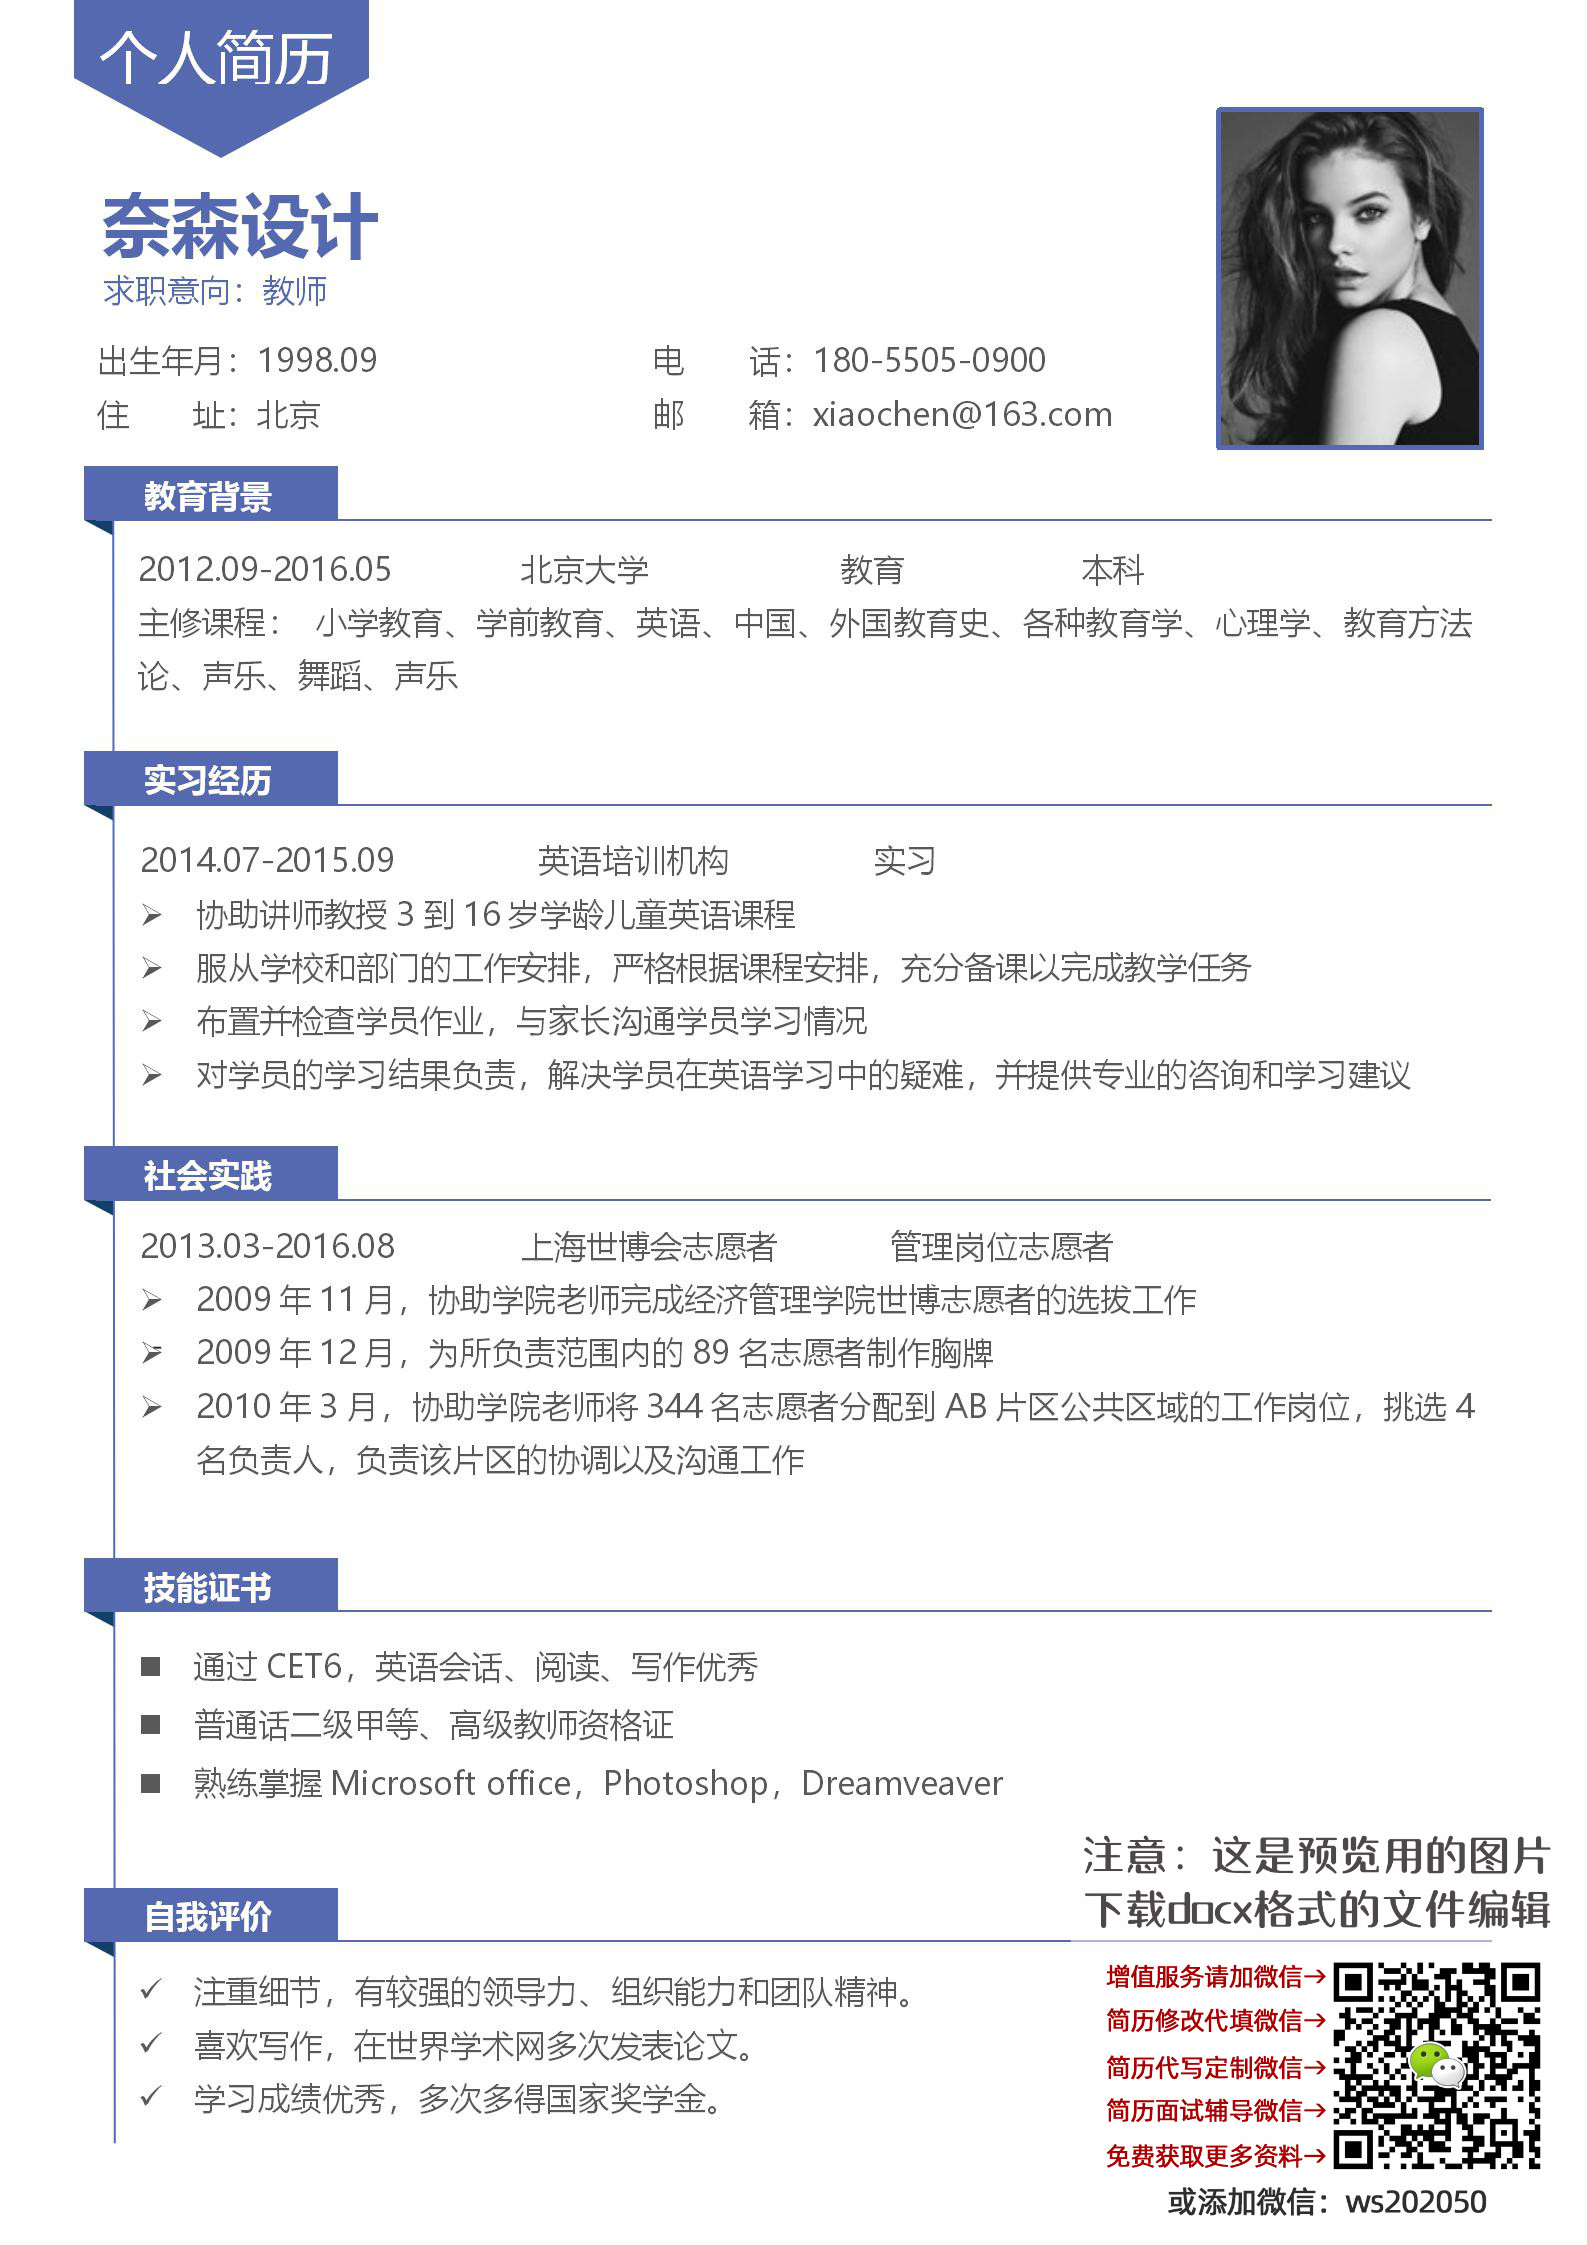 个人简历
奈森设计
求职意向：教师
出生年月：1998.09 电 话：180-5505-0900
住 址：北京 邮 箱：xiaochen@163.com
教育背景
2012.09-2016.05 北京大学 教育 本科
主修课程： 小学教育、学前教育、英语、中国、外国教育史、各种教育学、心理学、教育方法
论、声乐、舞蹈、声乐
实习经历
2014.07-2015.09 英语培训机构 实习
➢ 协助讲师教授 3 到 16 岁学龄儿童英语课程
➢ 服从学校和部门的工作安排，严格根据课程安排，充分备课以完成教学任务
➢ 布置并检查学员作业，与家长沟通学员学习情况
➢ 对学员的学习结果负责，解决学员在英语学习中的疑难，并提供专业的咨询和学习建议
社会实践
2013.03-2016.08 上海世博会志愿者 管理岗位志愿者
➢ 2009 年 11 月，协助学院老师完成经济管理学院世博志愿者的选拔工作
➢ 2009 年 12 月，为所负责范围内的 89 名志愿者制作胸牌
➢ 2010 年 3 月，协助学院老师将 344 名志愿者分配到 AB 片区公共区域的工作岗位，挑选 4
名负责人，负责该片区的协调以及沟通工作
技能证书
■ 通过 CET6，英语会话、阅读、写作优秀
■ 普通话二级甲等、高级教师资格证
■ 熟练掌握 Microsoft office，Photoshop，Dreamveaver
自我评价
✓ 注重细节，有较强的领导力、组织能力和团队精神。
✓ 喜欢写作，在世界学术网多次发表论文。
✓ 学习成绩优秀，多次多得国家奖学金。
注意：这是预览用的图片
下载docx格式的文件编辑
增值服务请加微信→
简历修改代填微信→
简历代写定制微信→
简历面试辅导微信→
免费获取更多资料→
或添加微信：ws202050